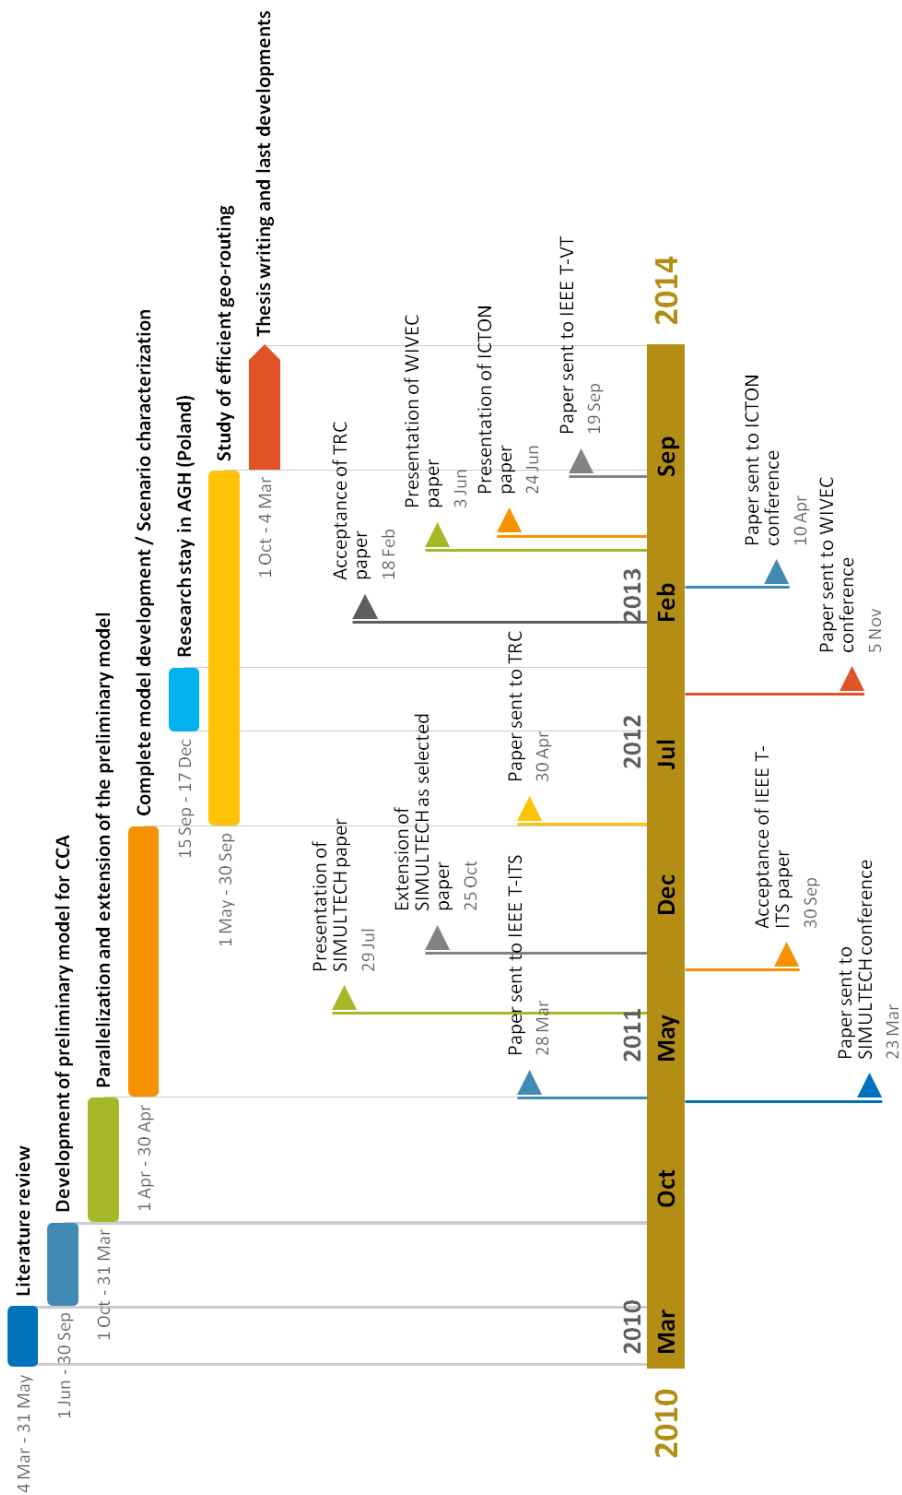 Literature review
4 Mar - 31 May
Development of preliminary model for CCA
1 Jun - 30 Sep
Parallelization and extension of the preliminary model
1 Oct - 31 Mar
Complete model development / Scenario characterization
1 Apr - 30 Apr
Research stay in AGH (Poland)
15 Sep - 17 Dec
Study of efficient geo-routing
1 May - 30 Sep
Thesis writing and last developments
1 Oct - 4 Mar
Presentation of
SIMULTECH paper
29 Jul
Acceptance of TRC
paper
18 Feb
Extension of
SIMULTECH as selected
paper
25 Oct
Presentation of WIVEC
paper
3 Jun
Presentation of ICTON
paper
24 Jun
Paper sent to IEEE T-ITS
28 Mar
Paper sent to TRC
30 Apr
Paper sent to IEEE T-VT
19 Sep
2010
2011
2012
2013
2010
Mar
Oct
May
Dec
Jul
Feb
Sep
2014
Paper sent to ICTON
conference
10 Apr
Acceptance of IEEE T-
ITS paper
30 Sep
Paper sent to WIVEC
conference
5 Nov
Paper sent to
SIMULTECH conference
23 Mar